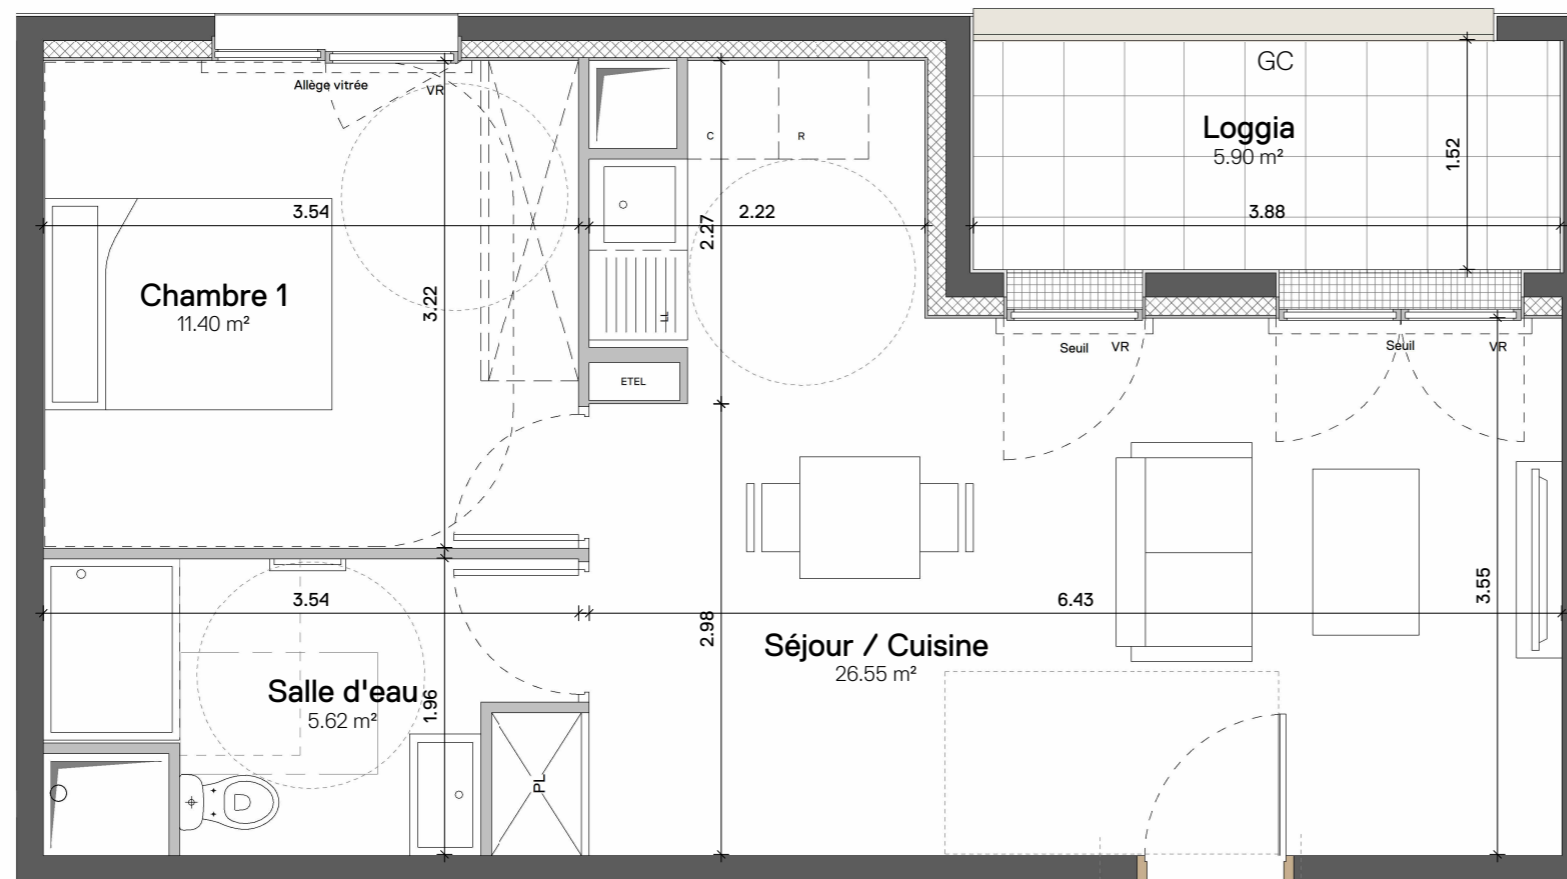 GC
Loggia
5.90 m²
1.52
3.88
Allège vitrée
VR
C
R
3.54
2.27
2.22
Chambre 1
11.40 m²
3.22
LL
ETEL
Seuil
VR
Seuil
VR
3.54
6.43
3.55
2.98
Séjour / Cuisine
26.55 m²
Salle d'eau
5.62 m²
1.96
PL